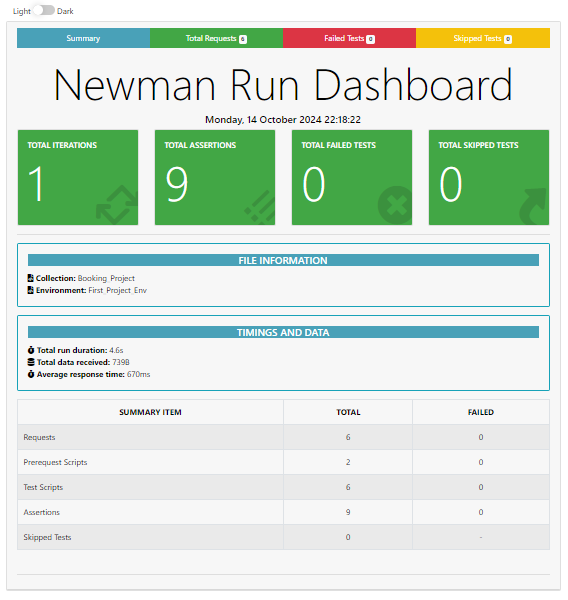 Light Dark
Summary Total Requests 6 Failed Tests 0 Skipped Tests 0
Newman Run Dashboard
Monday, 14 October 2024 22:18:22
TOTAL ITERATIONS TOTAL ASSERTIONS TOTAL FAILED TESTS TOTAL SKIPPED TESTS
1 9 0 0
FILE INFORMATION
Collection: Booking_Project
Environment: First_Project_Env
TIMINGS AND DATA
Total run duration: 4.6s
Total data received: 739B
Average response time: 670ms
SUMMARY ITEM TOTAL FAILED
Requests 6 0
Prerequest Scripts 2 0
Test Scripts 6 0
Assertions 9 0
Skipped Tests 0 -